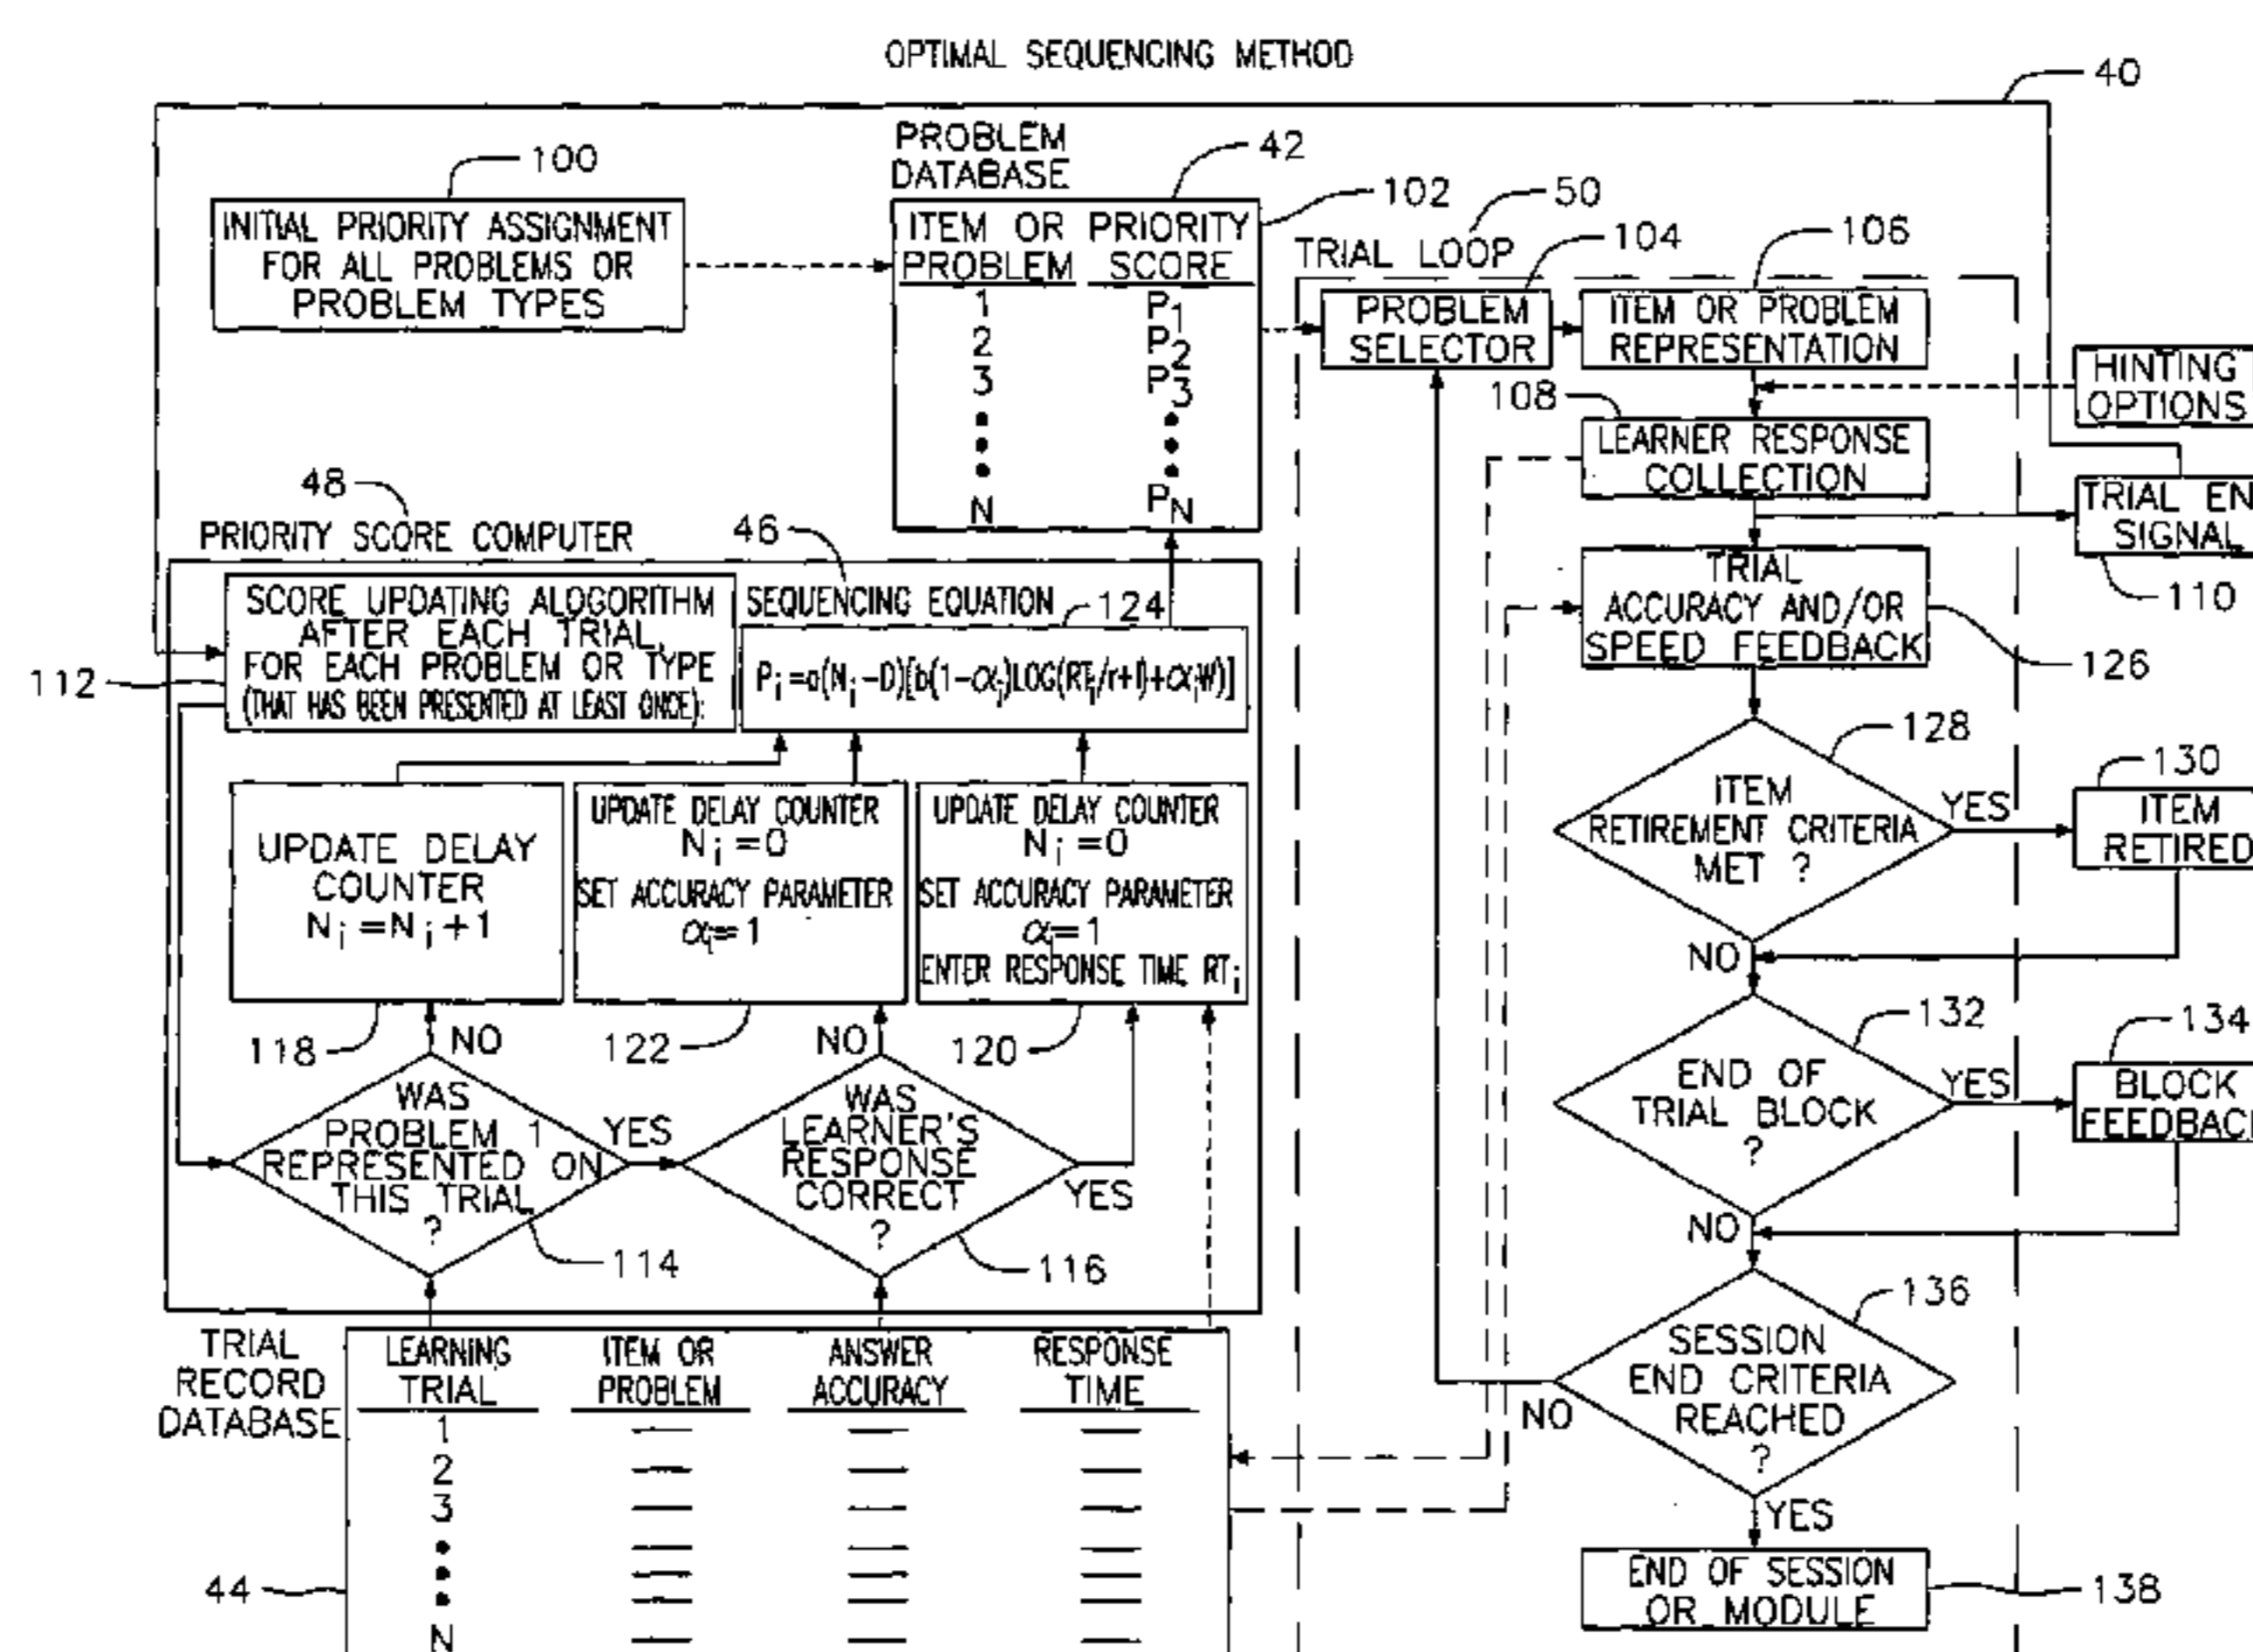 OPTIMAL SEQUENCING METHOD
40
100
INITIAL PRIORITY ASSIGNMENT
FOR ALL PROBLEMS OR
PROBLEM TYPES
PROBLEM
DATABASE
42
102
ITEM OR PRIORITY
PROBLEM SCORE
1 P1
2 P2
3 P3
N PN
50
TRIAL LOOP
104
PROBLEM
SELECTOR
106
ITEM OR PROBLEM
REPRESENTATION
HINTING
OPTIONS
108
LEARNER RESPONSE
COLLECTION
TRIAL EN
SIGNAL
110
TRIAL
ACCURACY AND/OR
SPEED FEEDBACK
126
48
PRIORITY SCORE COMPUTER
112
SCORE UPDATING ALOGORITHM
AFTER EACH TRIAL,
FOR EACH PROBLEM OR TYPE
(THAT HAS BEEN PRESENTED AT LEAST ONCE):
46
SEQUENCING EQUATION
124
Pi=a(Ni-D)[b(1-αi)LOG(RTi/r+1)+αiW)]
UPDATE DELAY
COUNTER
Ni=Ni+1
118
UPDATE DELAY COUNTER
Ni=0
SET ACCURACY PARAMETER
αi=1
122
UPDATE DELAY COUNTER
Ni=0
SET ACCURACY PARAMETER
αi=1
ENTER RESPONSE TIME RTi
120
NO
WAS
PROBLEM 1
REPRESENTED ON
THIS TRIAL
?
114
YES
NO
WAS
LEARNER'S
RESPONSE
CORRECT
?
116
YES
128
ITEM
RETIREMENT CRITERIA
MET ?
YES
130
ITEM
RETIRED
NO
132
END OF
TRIAL BLOCK
?
YES
134
BLOCK
FEEDBACK
NO
136
SESSION
END CRITERIA
REACHED
?
NO
YES
END OF SESSION
OR MODULE
138
TRIAL
RECORD
DATABASE
44
LEARNING ITEM OR ANSWER RESPONSE
TRIAL PROBLEM ACCURACY TIME
1
2
3
N